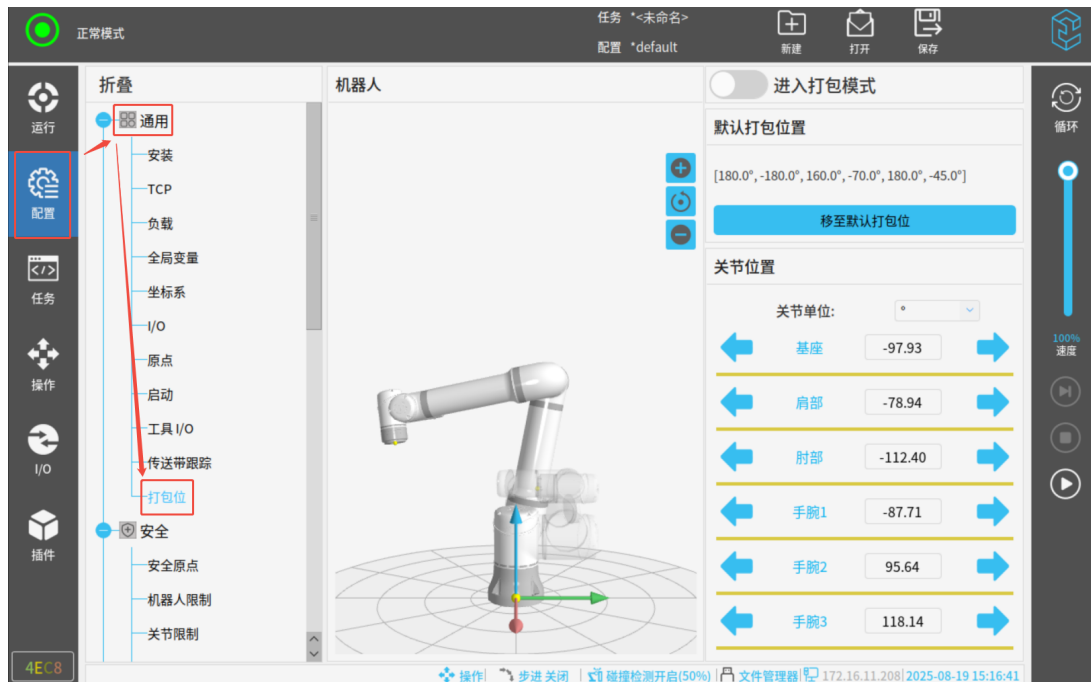 正常模式
任务 *<未命名>
配置 *default
新建
打开
保存
运行
配置
任务
操作
I/O
插件
4EC8
折叠
通用
安装
TCP
负载
全局变量
坐标系
I/O
原点
启动
工具 I/O
传送带跟踪
打包位
安全
安全原点
机器人限制
关节限制
机器人
进入打包模式
默认打包位置
[180.0°, -180.0°, 160.0°, -70.0°, 180.0°, -45.0°]
移至默认打包位
关节位置
关节单位: °
基座 -97.93
肩部 -78.94
肘部 -112.40
手腕1 -87.71
手腕2 95.64
手腕3 118.14
循环
100%
速度
操作 步进 关闭 碰撞检测开启(50%) 文件管理器 172.16.11.208 2025-08-19 15:16:41